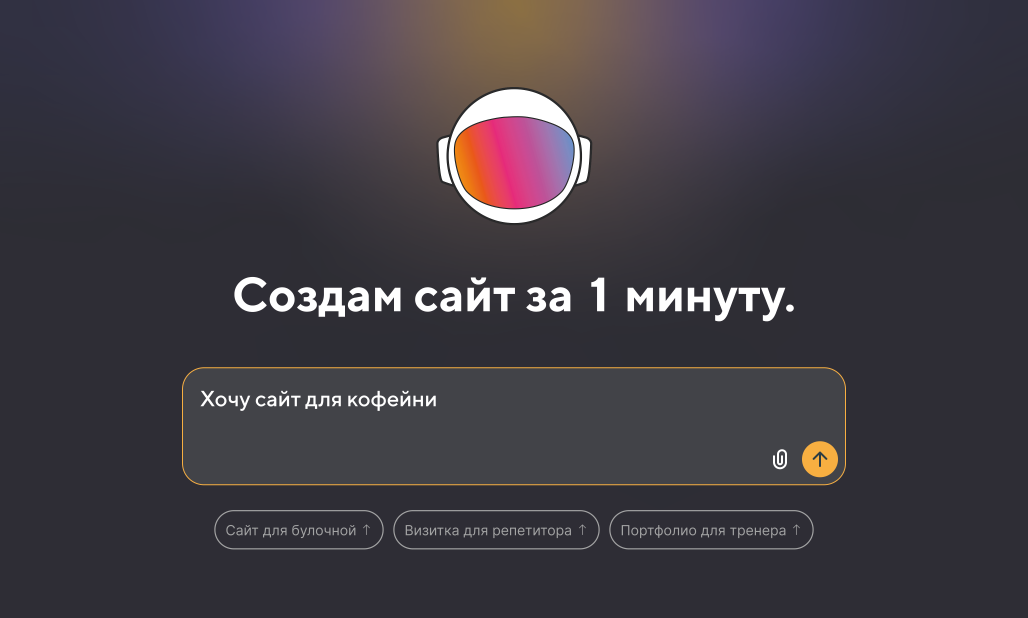 Создам сайт за 1 минуту.
Хочу сайт для кофейни
Сайт для булочной ↑
Визитка для репетитора ↑
Портфолио для тренера ↑